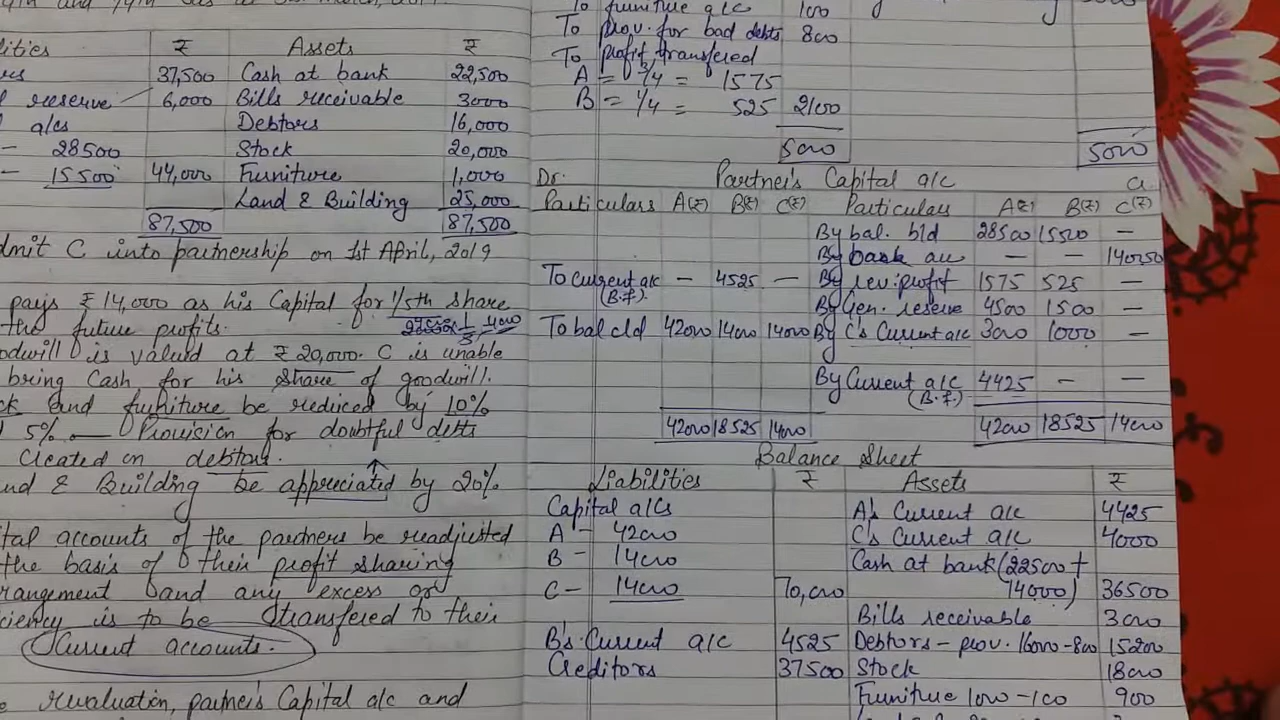 31st March, 2019
lities ₹ Assets ₹
37,500 Cash at bank 22,500
l reserve 6,000 Bills receivable 3000
l a/cs Debtors 16,000
- 28500 Stock 20,000
- 15500 44,000 Furniture 1,000
Land & Building 25,000
87,500 87,500
dmit C into partnership on 1st April, 2019
pays ₹ 14,000 as his Capital for 1/5th share
the future profits.
odwill is valued at ₹ 20,000. C is unable
bring Cash for his share of goodwill.
ck and furniture be reduced by 10%
5% — Provision for doubtful debts
created on debtors.
and & Building be appreciated by 20%
ital accounts of the partners be readjusted
the basis of their profit sharing
rangement and any excess or
ciency is to be transfered to their
Current accounts.
revaluation, partner's Capital a/c and
To furniture a/c 100
To prov. for bad debts 800
To profit transfered
A = 3/4 = 1575
B = 1/4 = 525 2100
5000 5000
Dr. Partner's Capital a/c Cr
Particulars A(₹) B(₹) C(₹) Particulars A(₹) B(₹) C(₹)
By bal. b/d 28500 15500 —
By bank a/c — — 14000
To current a/c — 4525 — By rev. profit 1575 525 —
(B.f.) By Gen. reserve 4500 1500 —
To bal c/d 42000 14000 14000 By C's Current a/c 3000 1000 —
By Current a/c 4425 — —
(B.f.)
42000 18525 14000 42000 18525 14000
Balance Sheet
Liabilities ₹ Assets ₹
Capital a/cs A's Current a/c 4425
A - 42000 C's Current a/c 4000
B - 14000 Cash at bank (22500 +
C - 14000 70,000 14000) 36500
Bills receivable 3000
B's Current a/c 4525 Debtors - prov. 16000-800 15200
Creditors 37500 Stock 18000
Furniture 1000 - 100 900